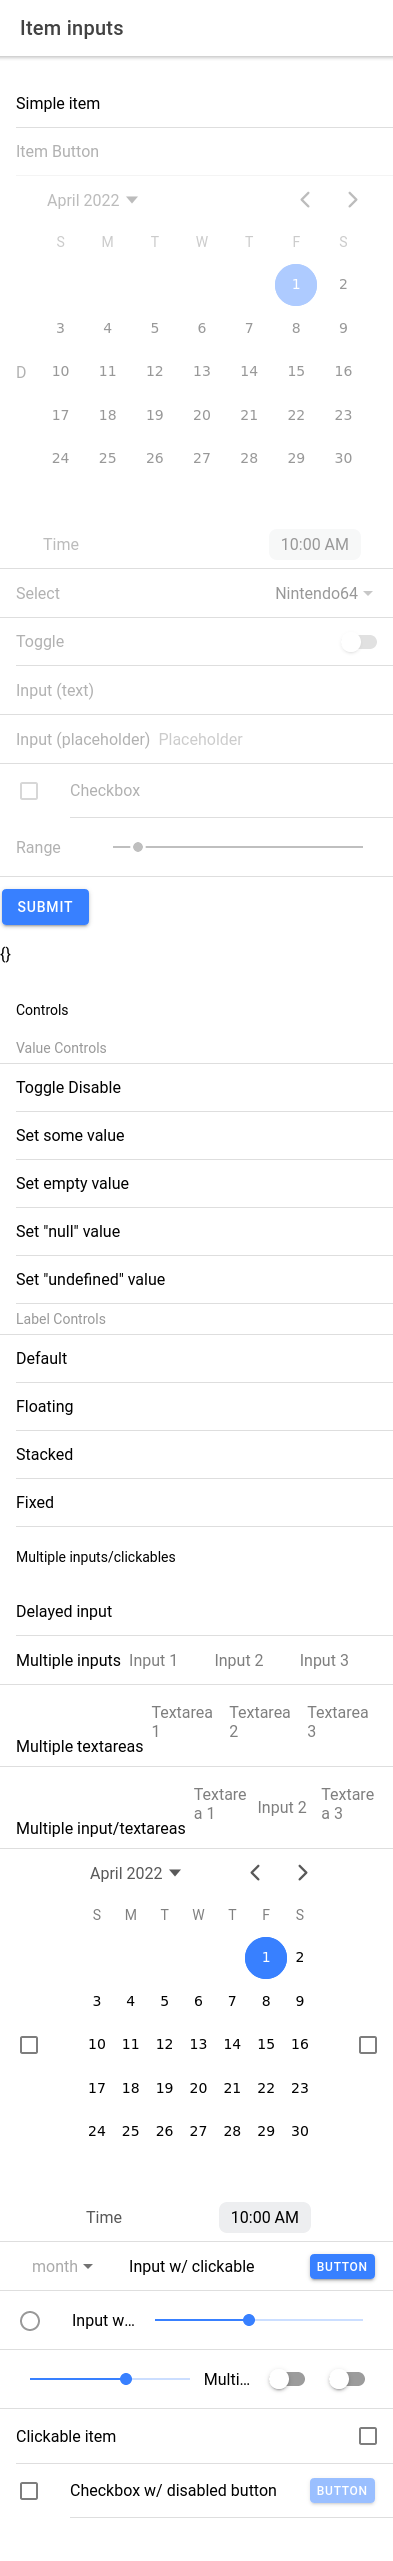 Item inputs
Simple item
Item Button
April 2022
S M T W T F S
1 2
3 4 5 6 7 8 9
D 10 11 12 13 14 15 16
17 18 19 20 21 22 23
24 25 26 27 28 29 30
Time 10:00 AM
Select Nintendo64
Toggle
Input (text)
Input (placeholder) Placeholder
Checkbox
Range
SUBMIT
{}
Controls
Value Controls
Toggle Disable
Set some value
Set empty value
Set "null" value
Set "undefined" value
Label Controls
Default
Floating
Stacked
Fixed
Multiple inputs/clickables
Delayed input
Multiple inputs Input 1 Input 2 Input 3
Textarea Textarea Textarea
1 2 3
Multiple textareas
Textare Input 2 Textare
a 1 a 3
Multiple input/textareas
April 2022
S M T W T F S
1 2
3 4 5 6 7 8 9
10 11 12 13 14 15 16
17 18 19 20 21 22 23
24 25 26 27 28 29 30
Time 10:00 AM
month Input w/ clickable BUTTON
Input w...
Multi...
Clickable item
Checkbox w/ disabled button BUTTON